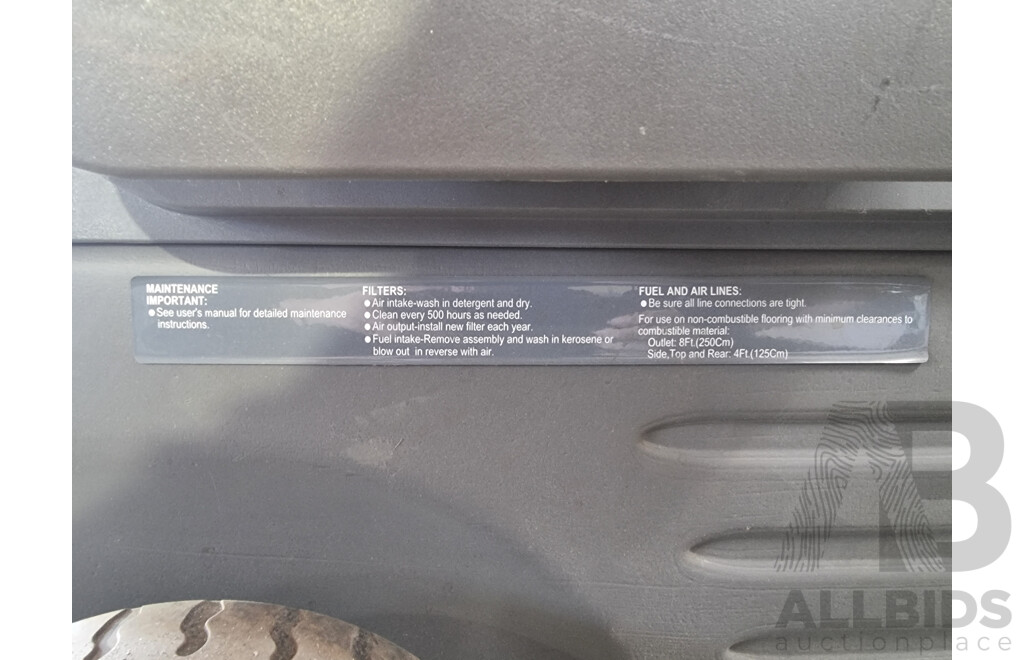 MAINTENANCE
IMPORTANT:
● See user's manual for detailed maintenance
instructions.
FILTERS:
● Air intake-wash in detergent and dry.
● Clean every 500 hours as needed.
● Air output-install new filter each year.
● Fuel intake-Remove assembly and wash in kerosene or
blow out in reverse with air.
FUEL AND AIR LINES:
● Be sure all line connections are tight.
For use on non-combustible flooring with minimum clearances to
combustible material:
Outlet: 8Ft.(250Cm)
Side,Top and Rear: 4Ft.(125Cm)
AB
ALLBIDS
auctionplace